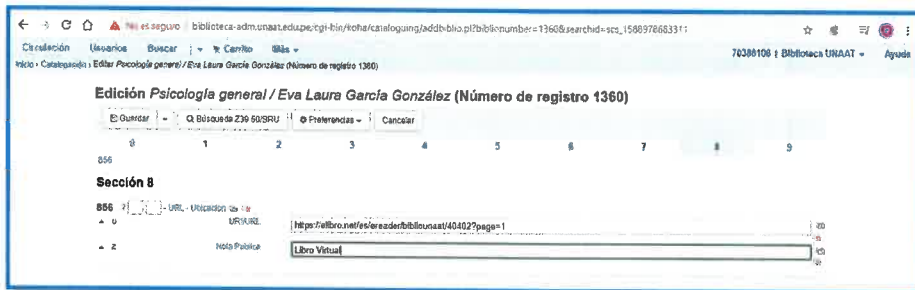 No es seguro | biblioteca-adm.unaat.edu.pe/cgi-bin/koha/cataloguing/addbiblio.pl?biblionumber=1360&searchid=scs_1588978683311
Circulación Usuarios Buscar Carrito Más 70386106 | Biblioteca UNAAT Ayuda
Inicio › Catalogación › Editar Psicología general / Eva Laura García González (Número de registro 1360)
Edición Psicología general / Eva Laura García González (Número de registro 1360)
Guardar Búsqueda Z39.50/SRU Preferencias Cancelar
0 1 2 3 4 5 6 7 8 9
856
Sección 8
856 ? - URL - Ubicación
u URI/URL https://elibro.net/es/ereader/bibliounaat/40402?page=1
z Nota Pública Libro Virtual